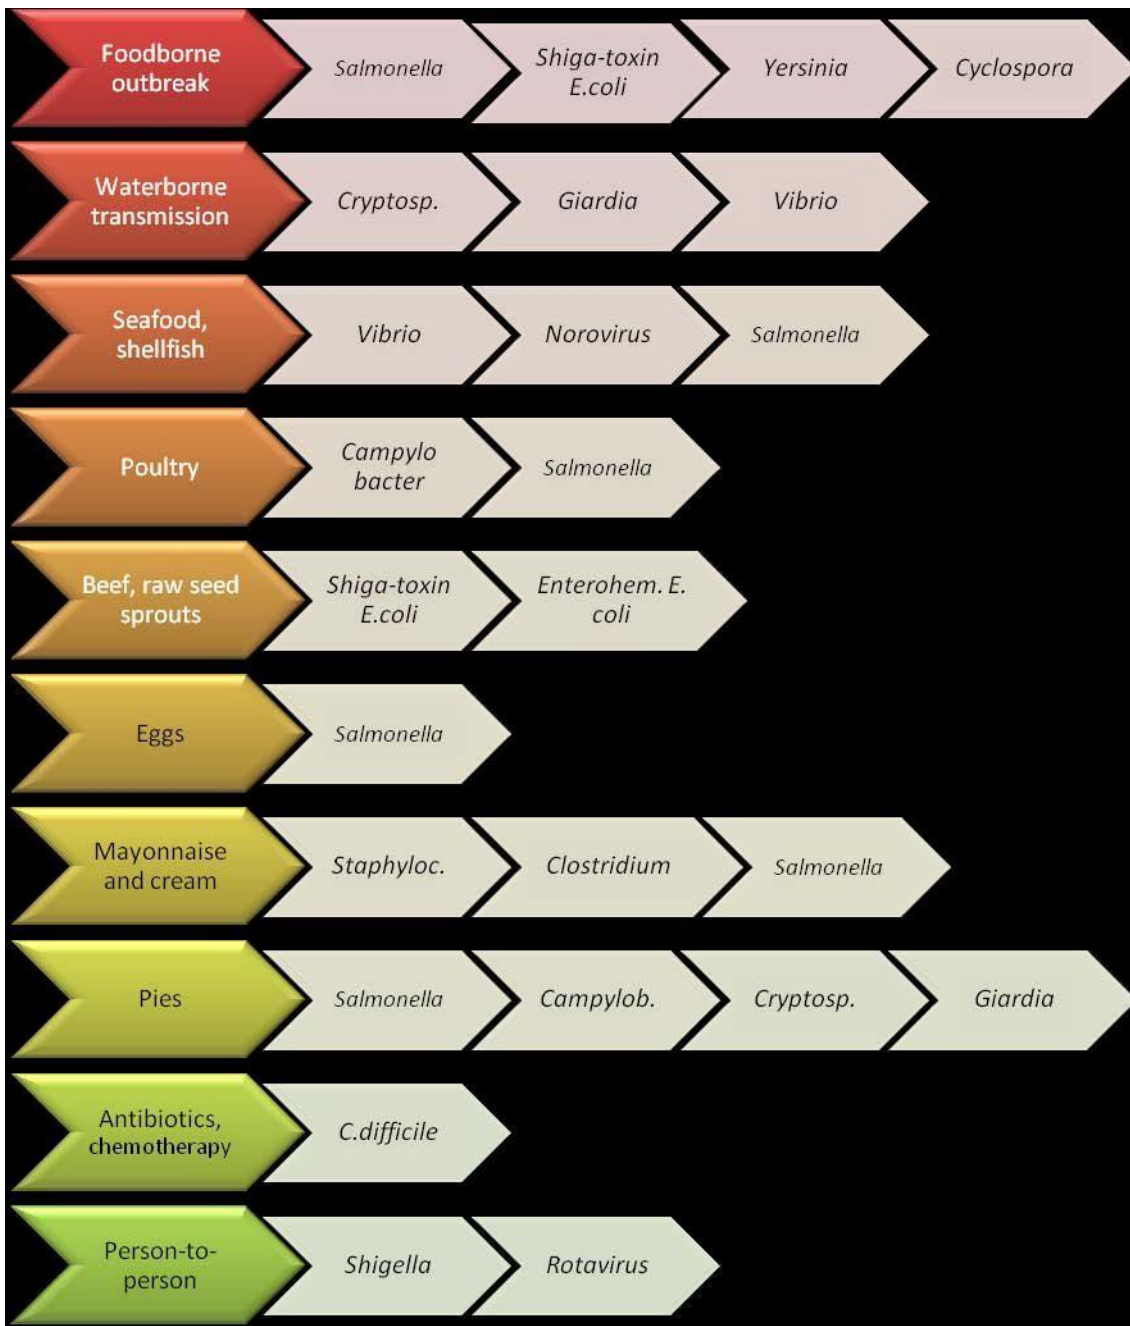 Foodborne
outbreak
Salmonella
Shiga-toxin
E.coli
Yersinia
Cyclospora
Waterborne
transmission
Cryptosp.
Giardia
Vibrio
Seafood,
shellfish
Vibrio
Norovirus
Salmonella
Poultry
Campylo
bacter
Salmonella
Beef, raw seed
sprouts
Shiga-toxin
E.coli
Enterohem. E.
coli
Eggs
Salmonella
Mayonnaise
and cream
Staphyloc.
Clostridium
Salmonella
Pies
Salmonella
Campylob.
Cryptosp.
Giardia
Antibiotics,
chemotherapy
C.difficile
Person-to-
person
Shigella
Rotavirus